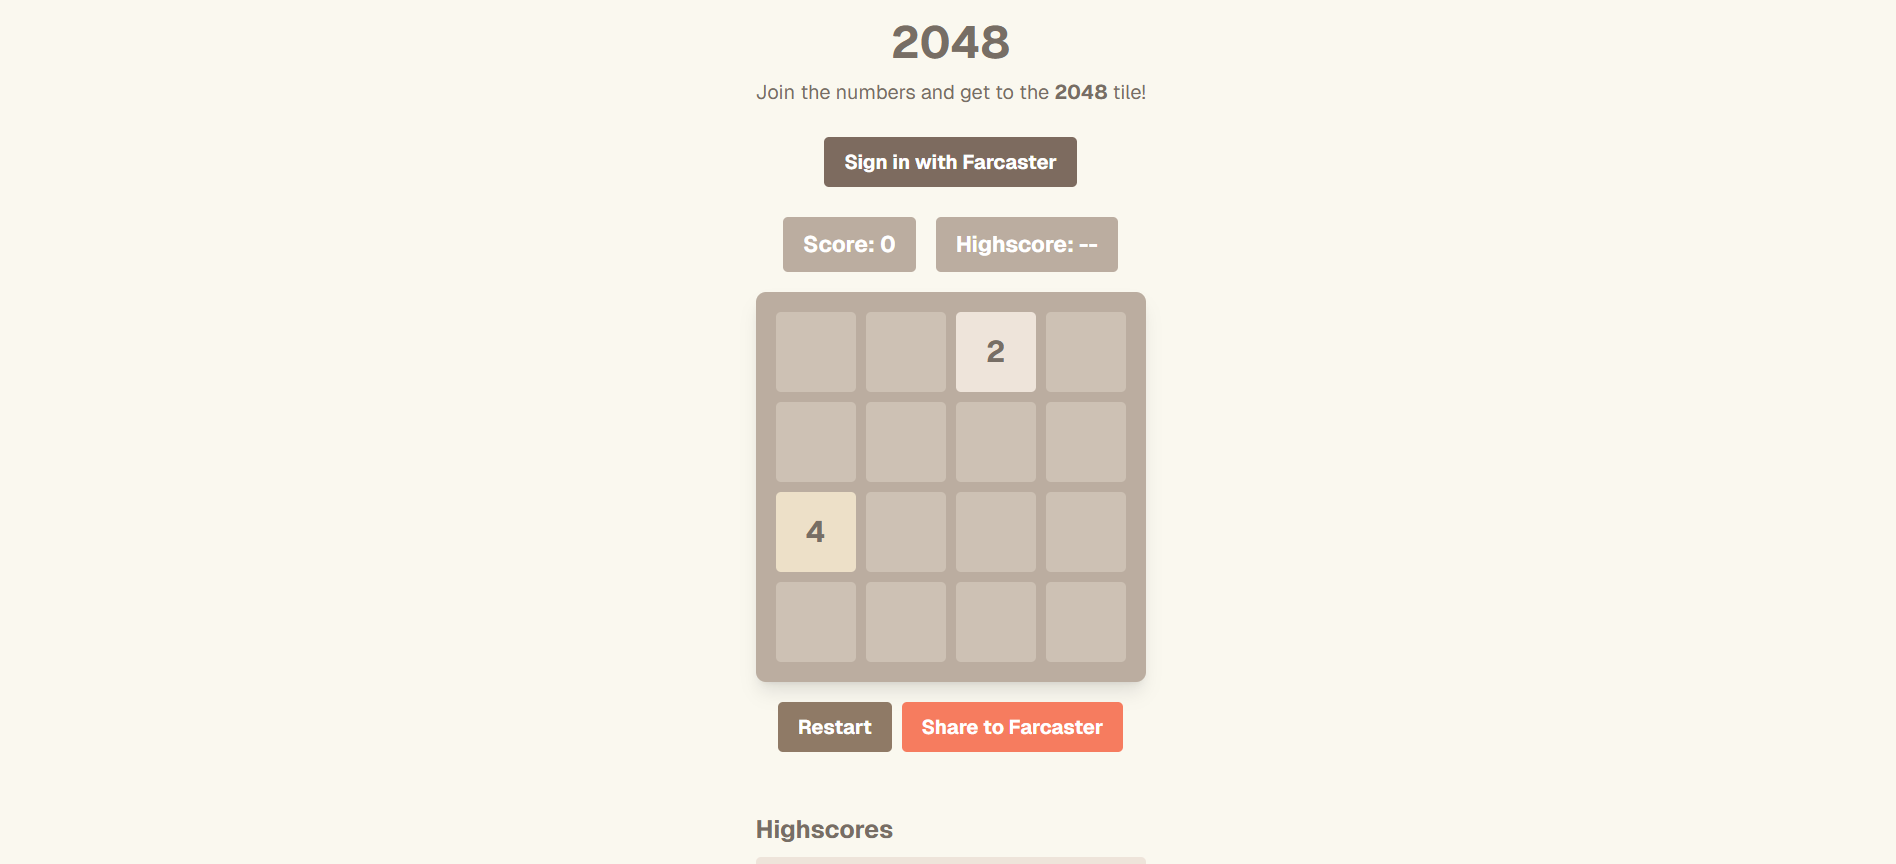 2048
Join the numbers and get to the 2048 tile!
Sign in with Farcaster
Score: 0 Highscore: --
2
4
Restart Share to Farcaster
Highscores